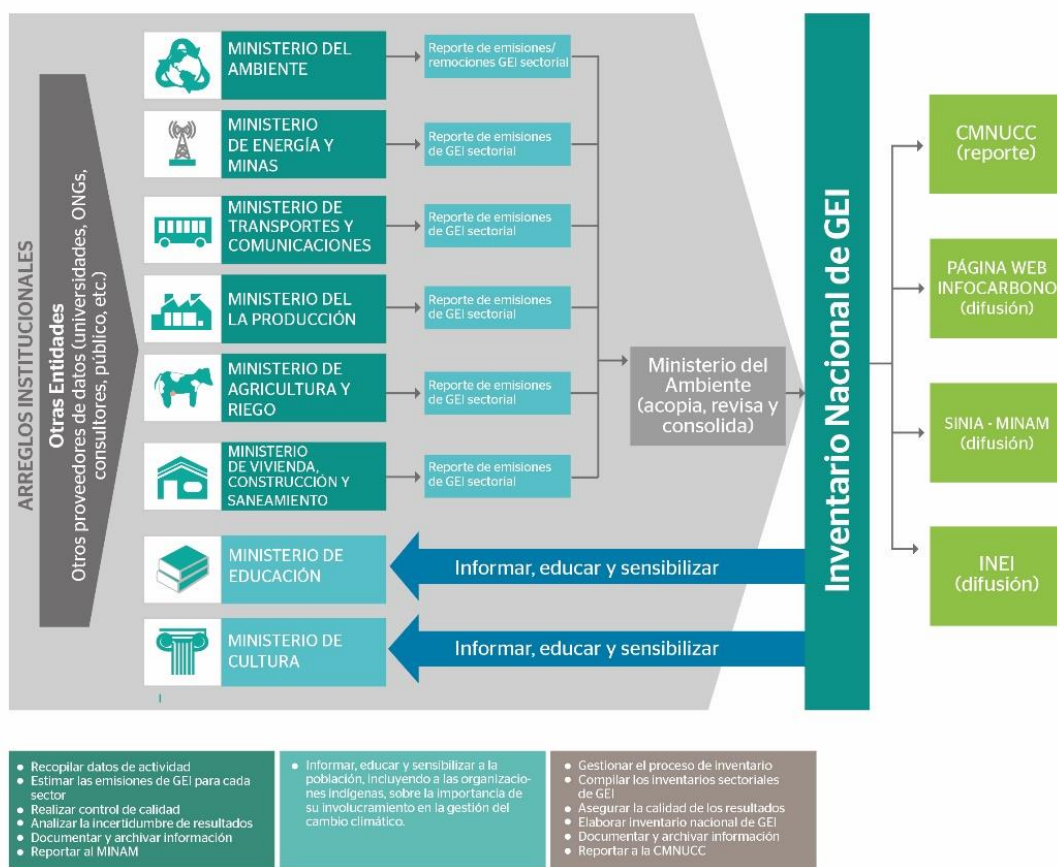 ARREGLOS INSTITUCIONALES
Otras Entidades
Otros proveedores de datos (universidades, ONGs,
consultores, público, etc.)
MINISTERIO DEL
AMBIENTE
Reporte de emisiones/
remociones GEI sectorial
MINISTERIO
DE ENERGÍA Y
MINAS
Reporte de emisiones
de GEI sectorial
MINISTERIO DE
TRANSPORTES Y
COMUNICACIONES
Reporte de emisiones
de GEI sectorial
MINISTERIO DE
LA PRODUCCIÓN
Reporte de emisiones
de GEI sectorial
MINISTERIO DE
AGRICULTURA Y
RIEGO
Reporte de emisiones
de GEI sectorial
MINISTERIO
DE VIVIENDA,
CONSTRUCCIÓN Y
SANEAMIENTO
Reporte de emisiones
de GEI sectorial
MINISTERIO DE
EDUCACIÓN
Informar, educar y sensibilizar
MINISTERIO DE
CULTURA
Informar, educar y sensibilizar
Ministerio del
Ambiente
(acopia, revisa y
consolida)
Inventario Nacional de GEI
CMNUCC
(reporte)
PÁGINA WEB
INFOCARBONO
(difusión)
SINIA - MINAM
(difusión)
INEI
(difusión)
● Recopilar datos de actividad
● Estimar las emisiones de GEI para cada
sector
● Realizar control de calidad
● Analizar la incertidumbre de resultados
● Documentar y archivar información
● Reportar al MINAM
● Informar, educar y sensibilizar a la
población, incluyendo a las organizacio-
nes indígenas, sobre la importancia de
su involucramiento en la gestión del
cambio climático.
● Gestionar el proceso de inventario
● Compilar los inventarios sectoriales
de GEI
● Asegurar la calidad de los resultados
● Elaborar inventario nacional de GEI
● Documentar y archivar información
● Reportar a la CMNUCC